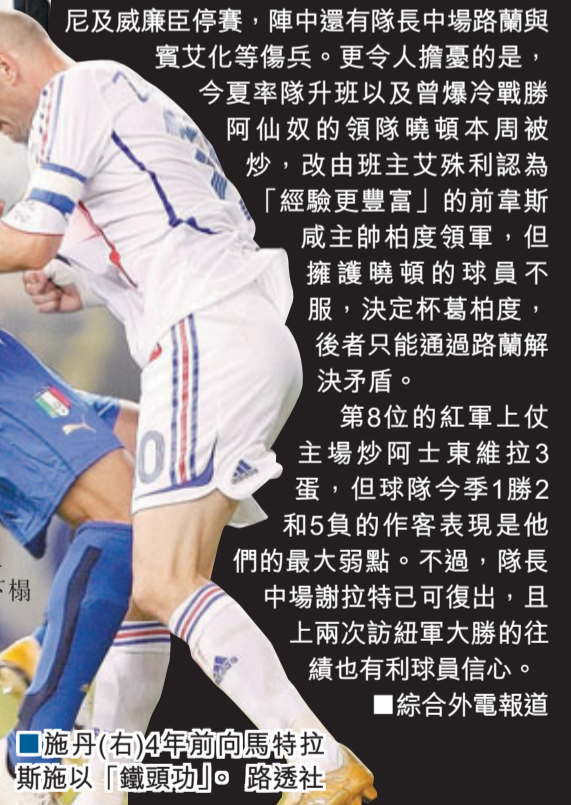 尼及威廉臣停賽，陣中還有隊長中場路蘭與
賓艾化等傷兵。更令人擔憂的是，
今夏率隊升班以及曾爆冷戰勝
阿仙奴的領隊曉頓本周被
炒，改由班主艾殊利認為
「經驗更豐富」的前韋斯
咸主帥柏度領軍，但
擁護曉頓的球員不
服，決定杯葛柏度，
後者只能通過路蘭解
決矛盾。
第8位的紅軍上仗
主場炒阿士東維拉3
蛋，但球隊今季1勝2
和5負的作客表現是他
們的最大弱點。不過，隊長
中場謝拉特已可復出，且
上兩次訪紐軍大勝的往
績也有利球員信心。
■綜合外電報道
榻
■施丹(右)4年前向馬特拉
斯施以「鐵頭功」。 路透社